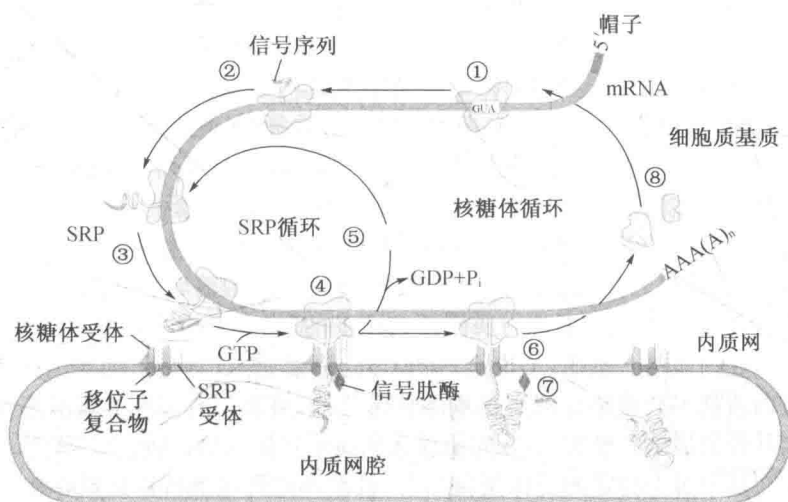 5′帽子
mRNA
信号序列
①
②
GUA
细胞质基质
⑧
SRP
③
SRP循环
⑤
核糖体循环
④
GDP+Pi
AAA(A)n
核糖体受体
GTP
⑥
内质网
移位子
复合物
SRP
受体
信号肽酶
⑦
内质网腔